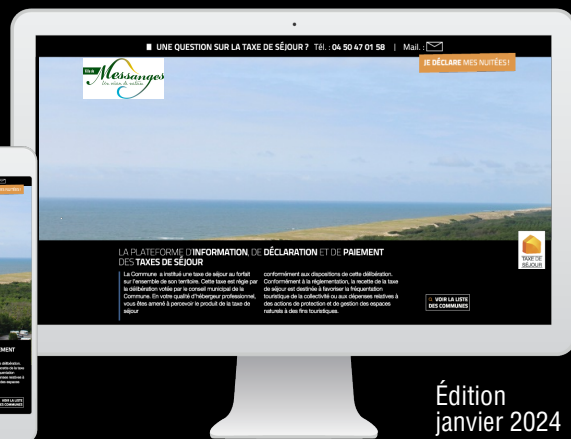 UNE QUESTION SUR LA TAXE DE SÉJOUR ? Tél. : 04 50 47 01 58 | Mail. :
JE DÉCLARE MES NUITÉES !
Messanges
LA PLATEFORME D'INFORMATION, DE DÉCLARATION ET DE PAIEMENT
DES TAXES DE SÉJOUR
La Commune a institué une taxe de séjour au forfait
sur l'ensemble de son territoire. Cette taxe est régie par
la délibération votée par le conseil municipal de la
Commune. En votre qualité d'hébergeur professionnel,
vous êtes amené à percevoir le produit de la taxe de
séjour
conformément aux dispositions de cette délibération.
Conformément à la réglementation, la recette de la taxe
de séjour est destinée à favoriser la fréquentation
touristique de la collectivité ou aux dépenses relatives à
des actions de protection et de gestion des espaces
naturels à des fins touristiques.
TAXE DE
SÉJOUR
VOIR LA LISTE
DES COMMUNES
EMENT
VOIR LA LISTE
DES COMMUNES
Édition
janvier 2024